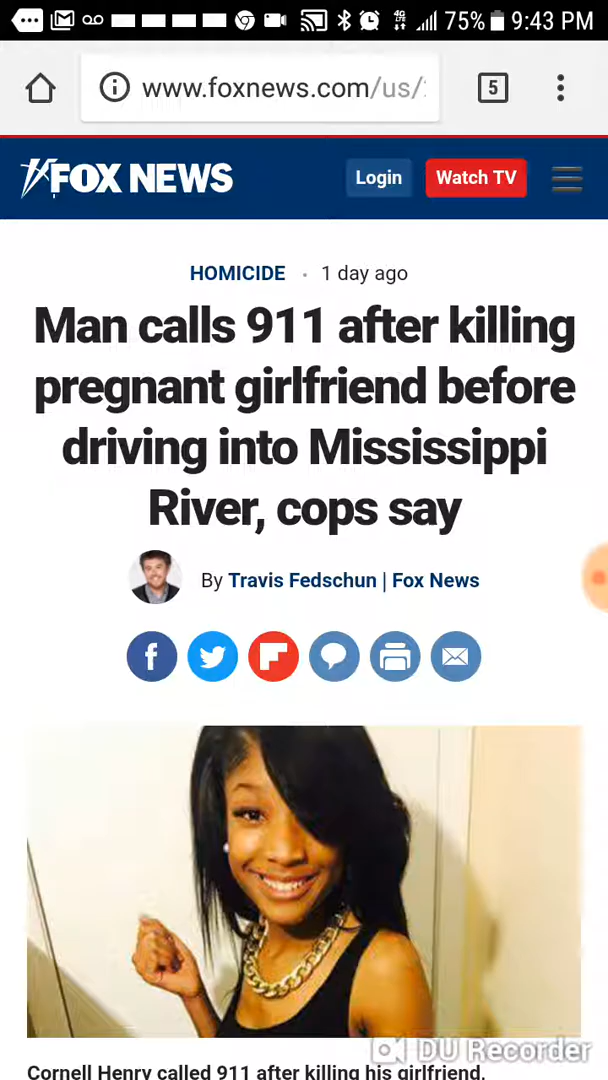 75% 9:43 PM
www.foxnews.com/us/
5
FOX NEWS
Login
Watch TV
HOMICIDE • 1 day ago
Man calls 911 after killing
pregnant girlfriend before
driving into Mississippi
River, cops say
By Travis Fedschun | Fox News
DU Recorder
Cornell Henry called 911 after killing his girlfriend,